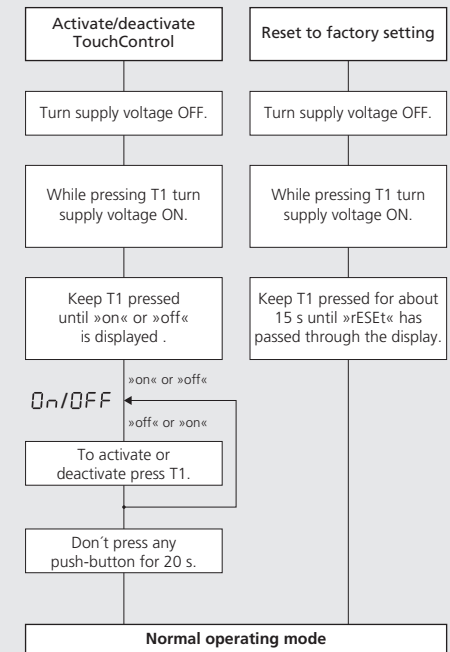 Activate/deactivate
TouchControl
Turn supply voltage OFF.
While pressing T1 turn
supply voltage ON.
Keep T1 pressed
until »on« or »off«
is displayed .
»on« or »off«
On/OFF
»off« or »on«
To activate or
deactivate press T1.
Don´t press any
push-button for 20 s.
Reset to factory setting
Turn supply voltage OFF.
While pressing T1 turn
supply voltage ON.
Keep T1 pressed for about
15 s until »rESEt« has
passed through the display.
Normal operating mode